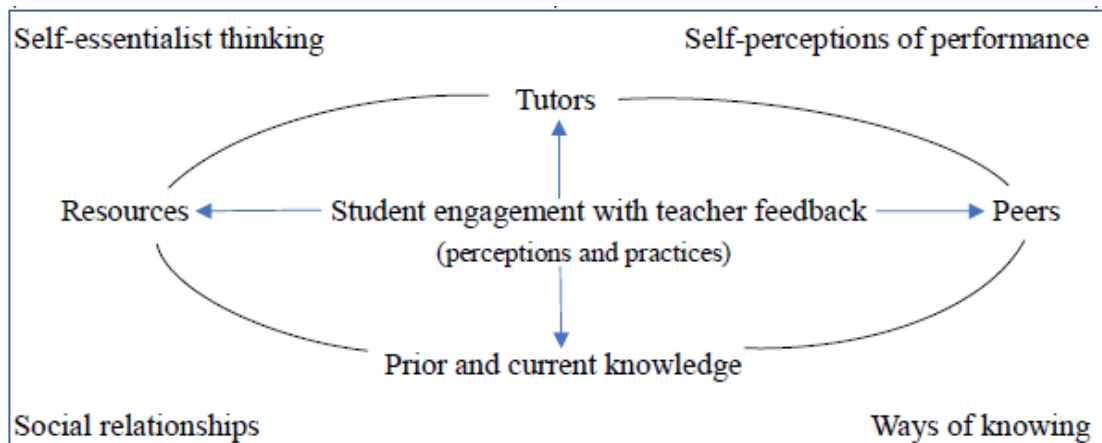 Self-essentialist thinking
Self-perceptions of performance
Tutors
Resources
Student engagement with teacher feedback
Peers
(perceptions and practices)
Prior and current knowledge
Social relationships
Ways of knowing